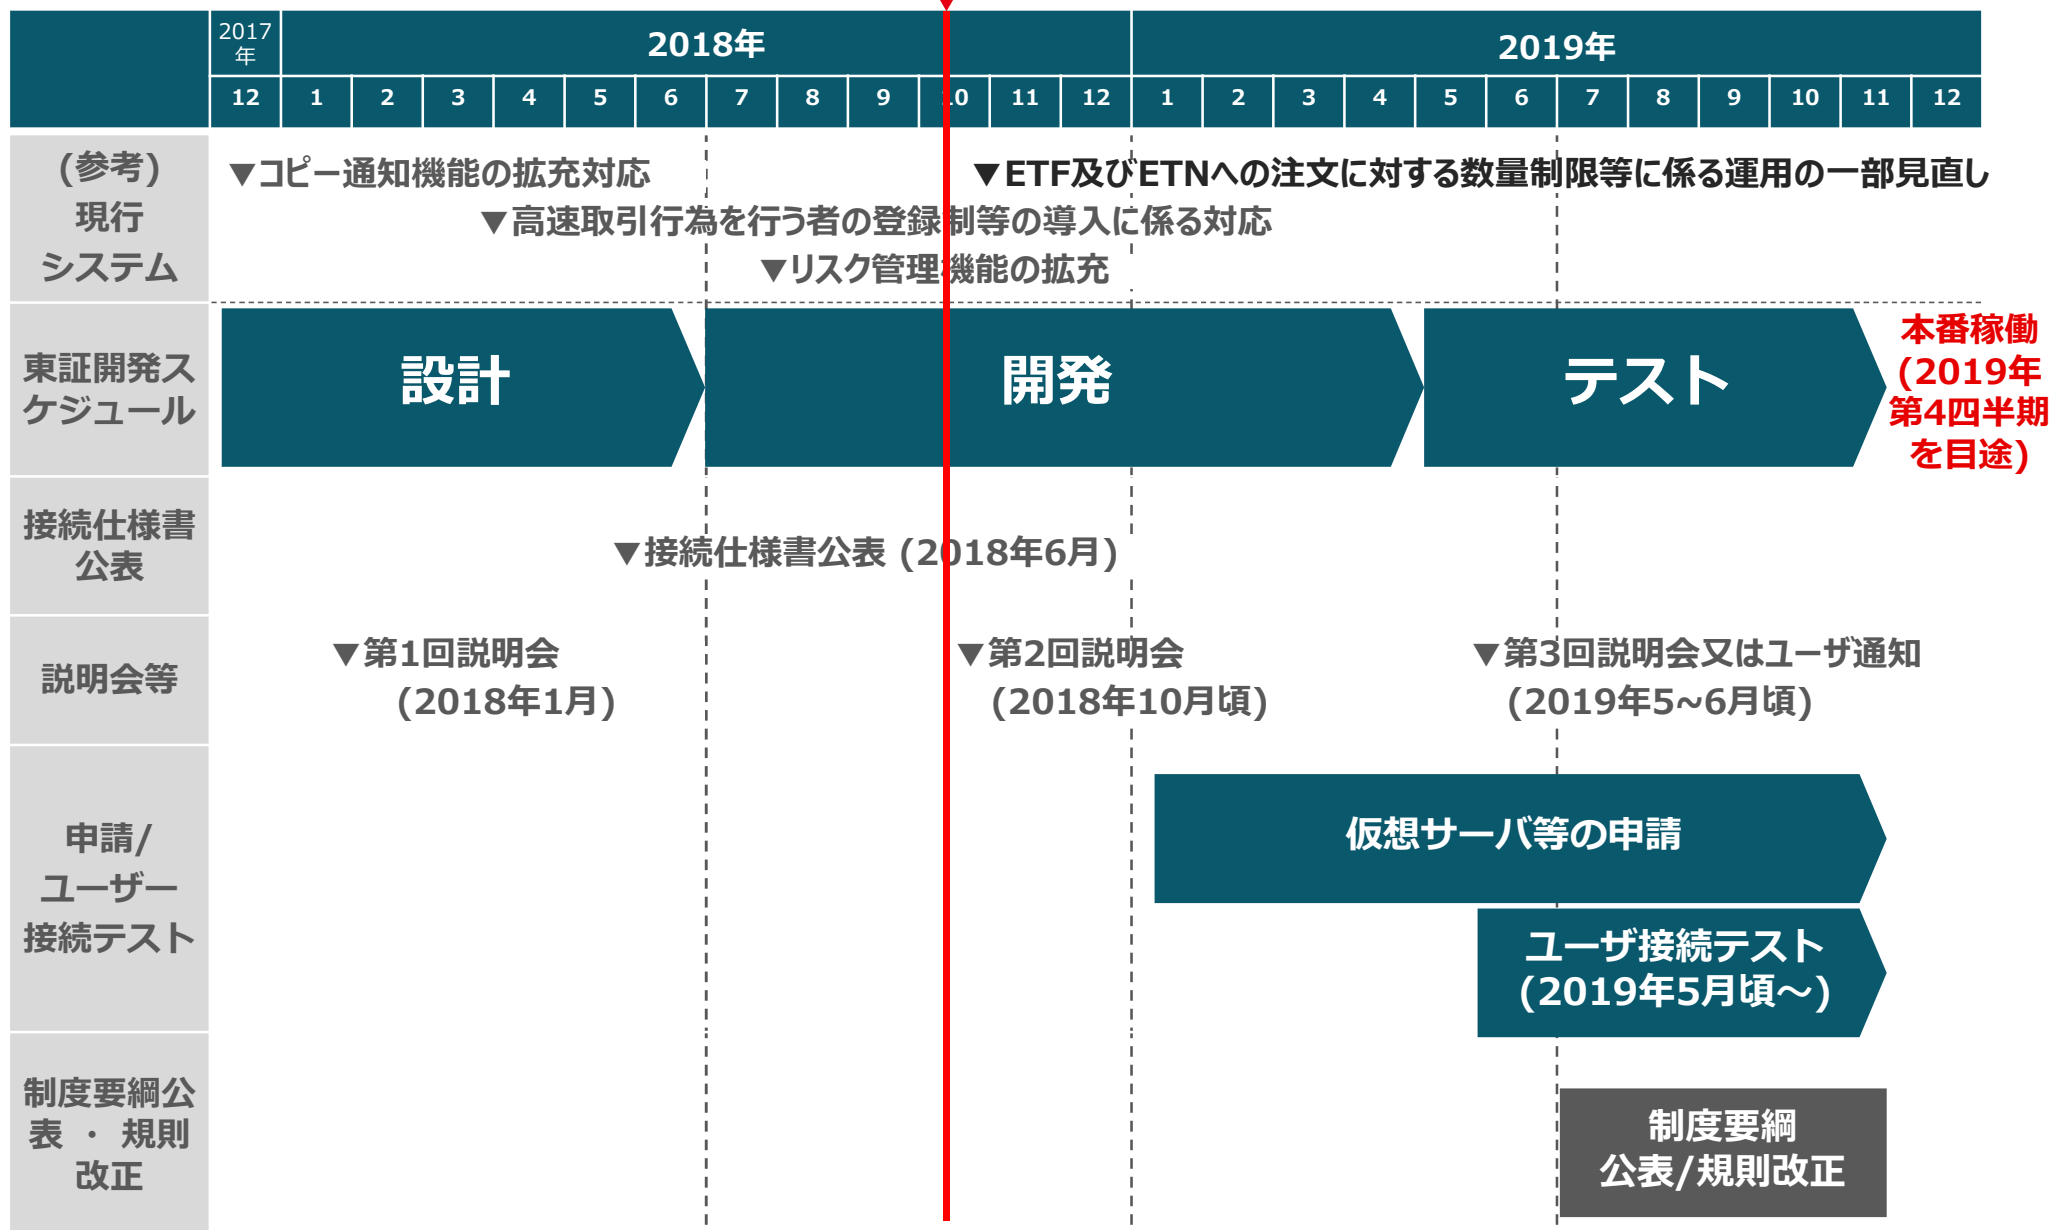 2017
年
2018年
2019年
12 1 2 3 4 5 6 7 8 9 10 11 12 1 2 3 4 5 6 7 8 9 10 11 12
(参考)
現行
システム
▼コピー通知機能の拡充対応
▼ETF及びETNへの注文に対する数量制限等に係る運用の一部見直し
▼高速取引行為を行う者の登録制等の導入に係る対応
▼リスク管理機能の拡充
東証開発ス
ケジュール
設計
開発
テスト
本番稼働
(2019年
第4四半期
を目途)
接続仕様書
公表
▼接続仕様書公表 (2018年6月)
説明会等
▼第1回説明会
(2018年1月)
▼第2回説明会
(2018年10月頃)
▼第3回説明会又はユーザ通知
(2019年5~6月頃)
申請/
ユーザー
接続テスト
仮想サーバ等の申請
ユーザ接続テスト
(2019年5月頃～)
制度要綱公
表 ・ 規則
改正
制度要綱
公表/規則改正